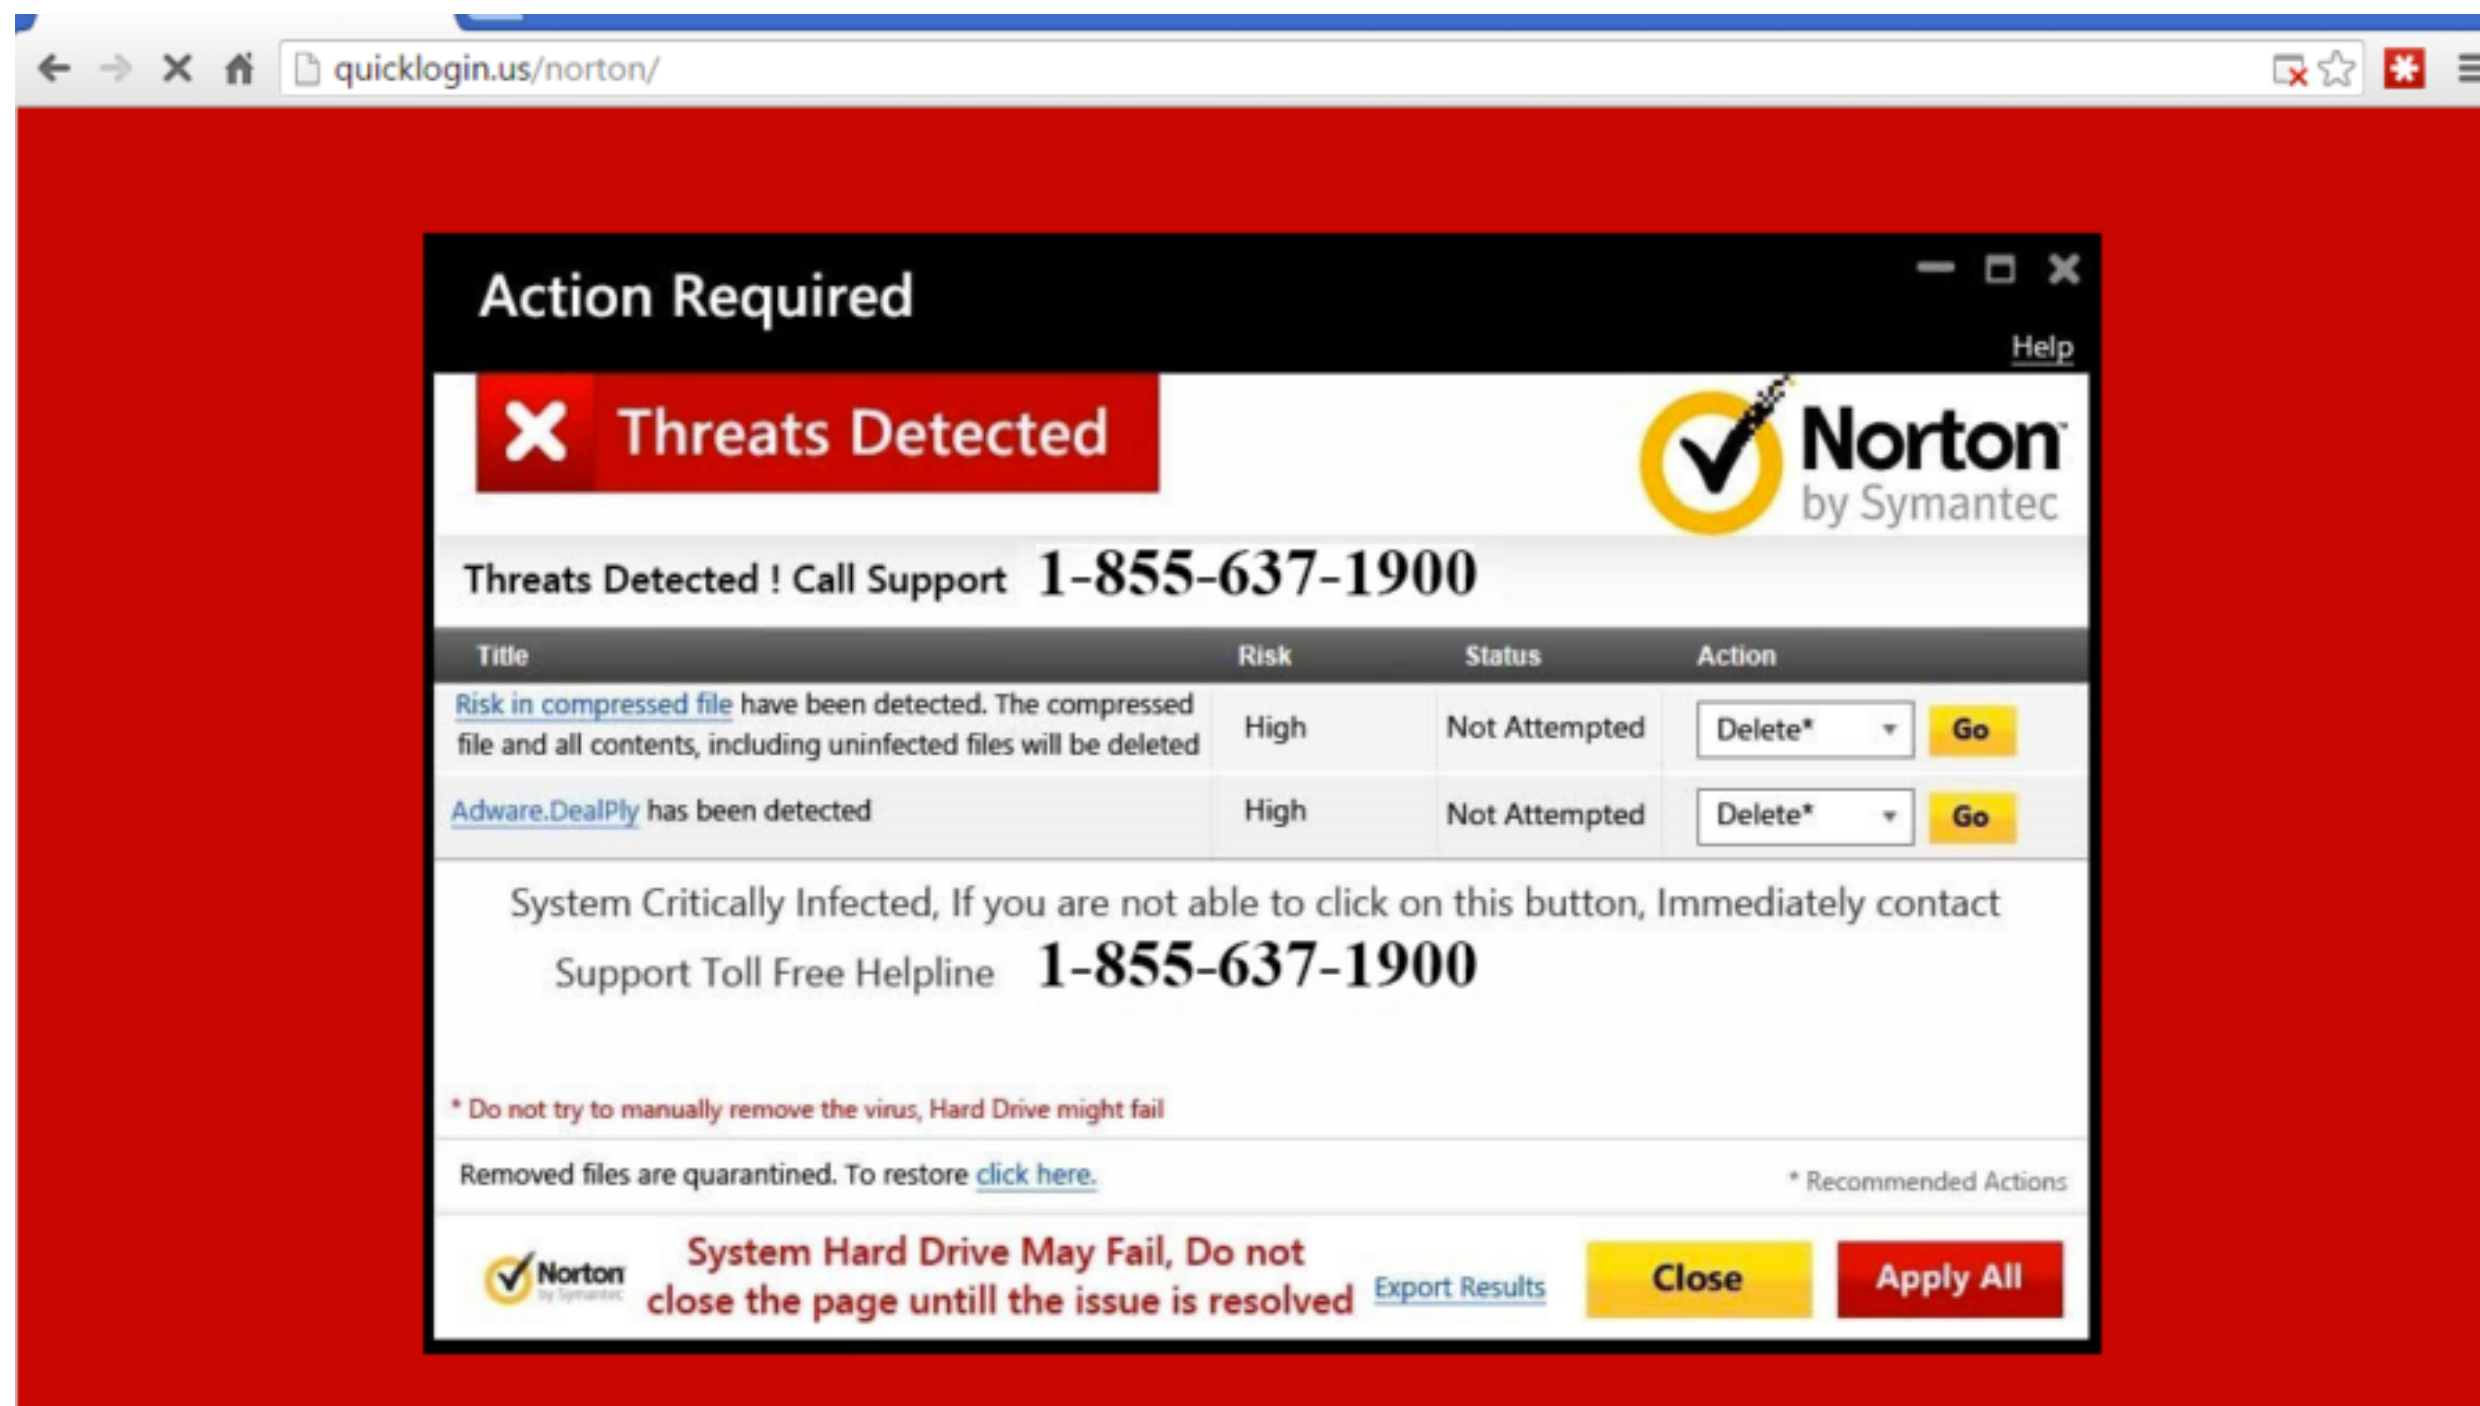 quicklogin.us/norton/
Action Required
Help
Threats Detected
Norton
by Symantec
Threats Detected ! Call Support 1-855-637-1900
Title Risk Status Action
Risk in compressed file have been detected. The compressed
file and all contents, including uninfected files will be deleted
High Not Attempted Delete* Go
Adware.DealPly has been detected High Not Attempted Delete* Go
System Critically Infected, If you are not able to click on this button, Immediately contact
Support Toll Free Helpline 1-855-637-1900
* Do not try to manually remove the virus, Hard Drive might fail
Removed files are quarantined. To restore click here.
* Recommended Actions
Norton
by Symantec
System Hard Drive May Fail, Do not
close the page untill the issue is resolved
Export Results
Close
Apply All